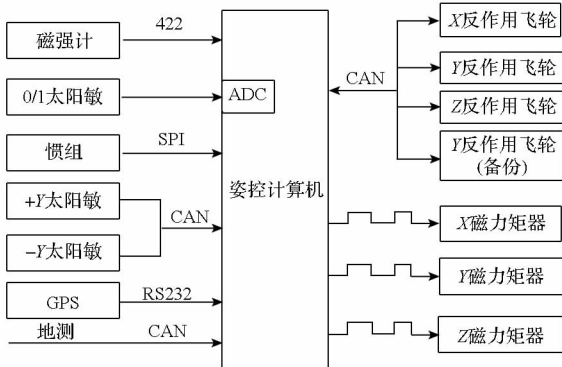 磁强计
422
0/1太阳敏
ADC
惯组
SPI
+Y太阳敏
−Y太阳敏
CAN
GPS
RS232
地测
CAN
姿控计算机
CAN
X反作用飞轮
Y反作用飞轮
Z反作用飞轮
Y反作用飞轮
(备份)
X磁力矩器
Y磁力矩器
Z磁力矩器